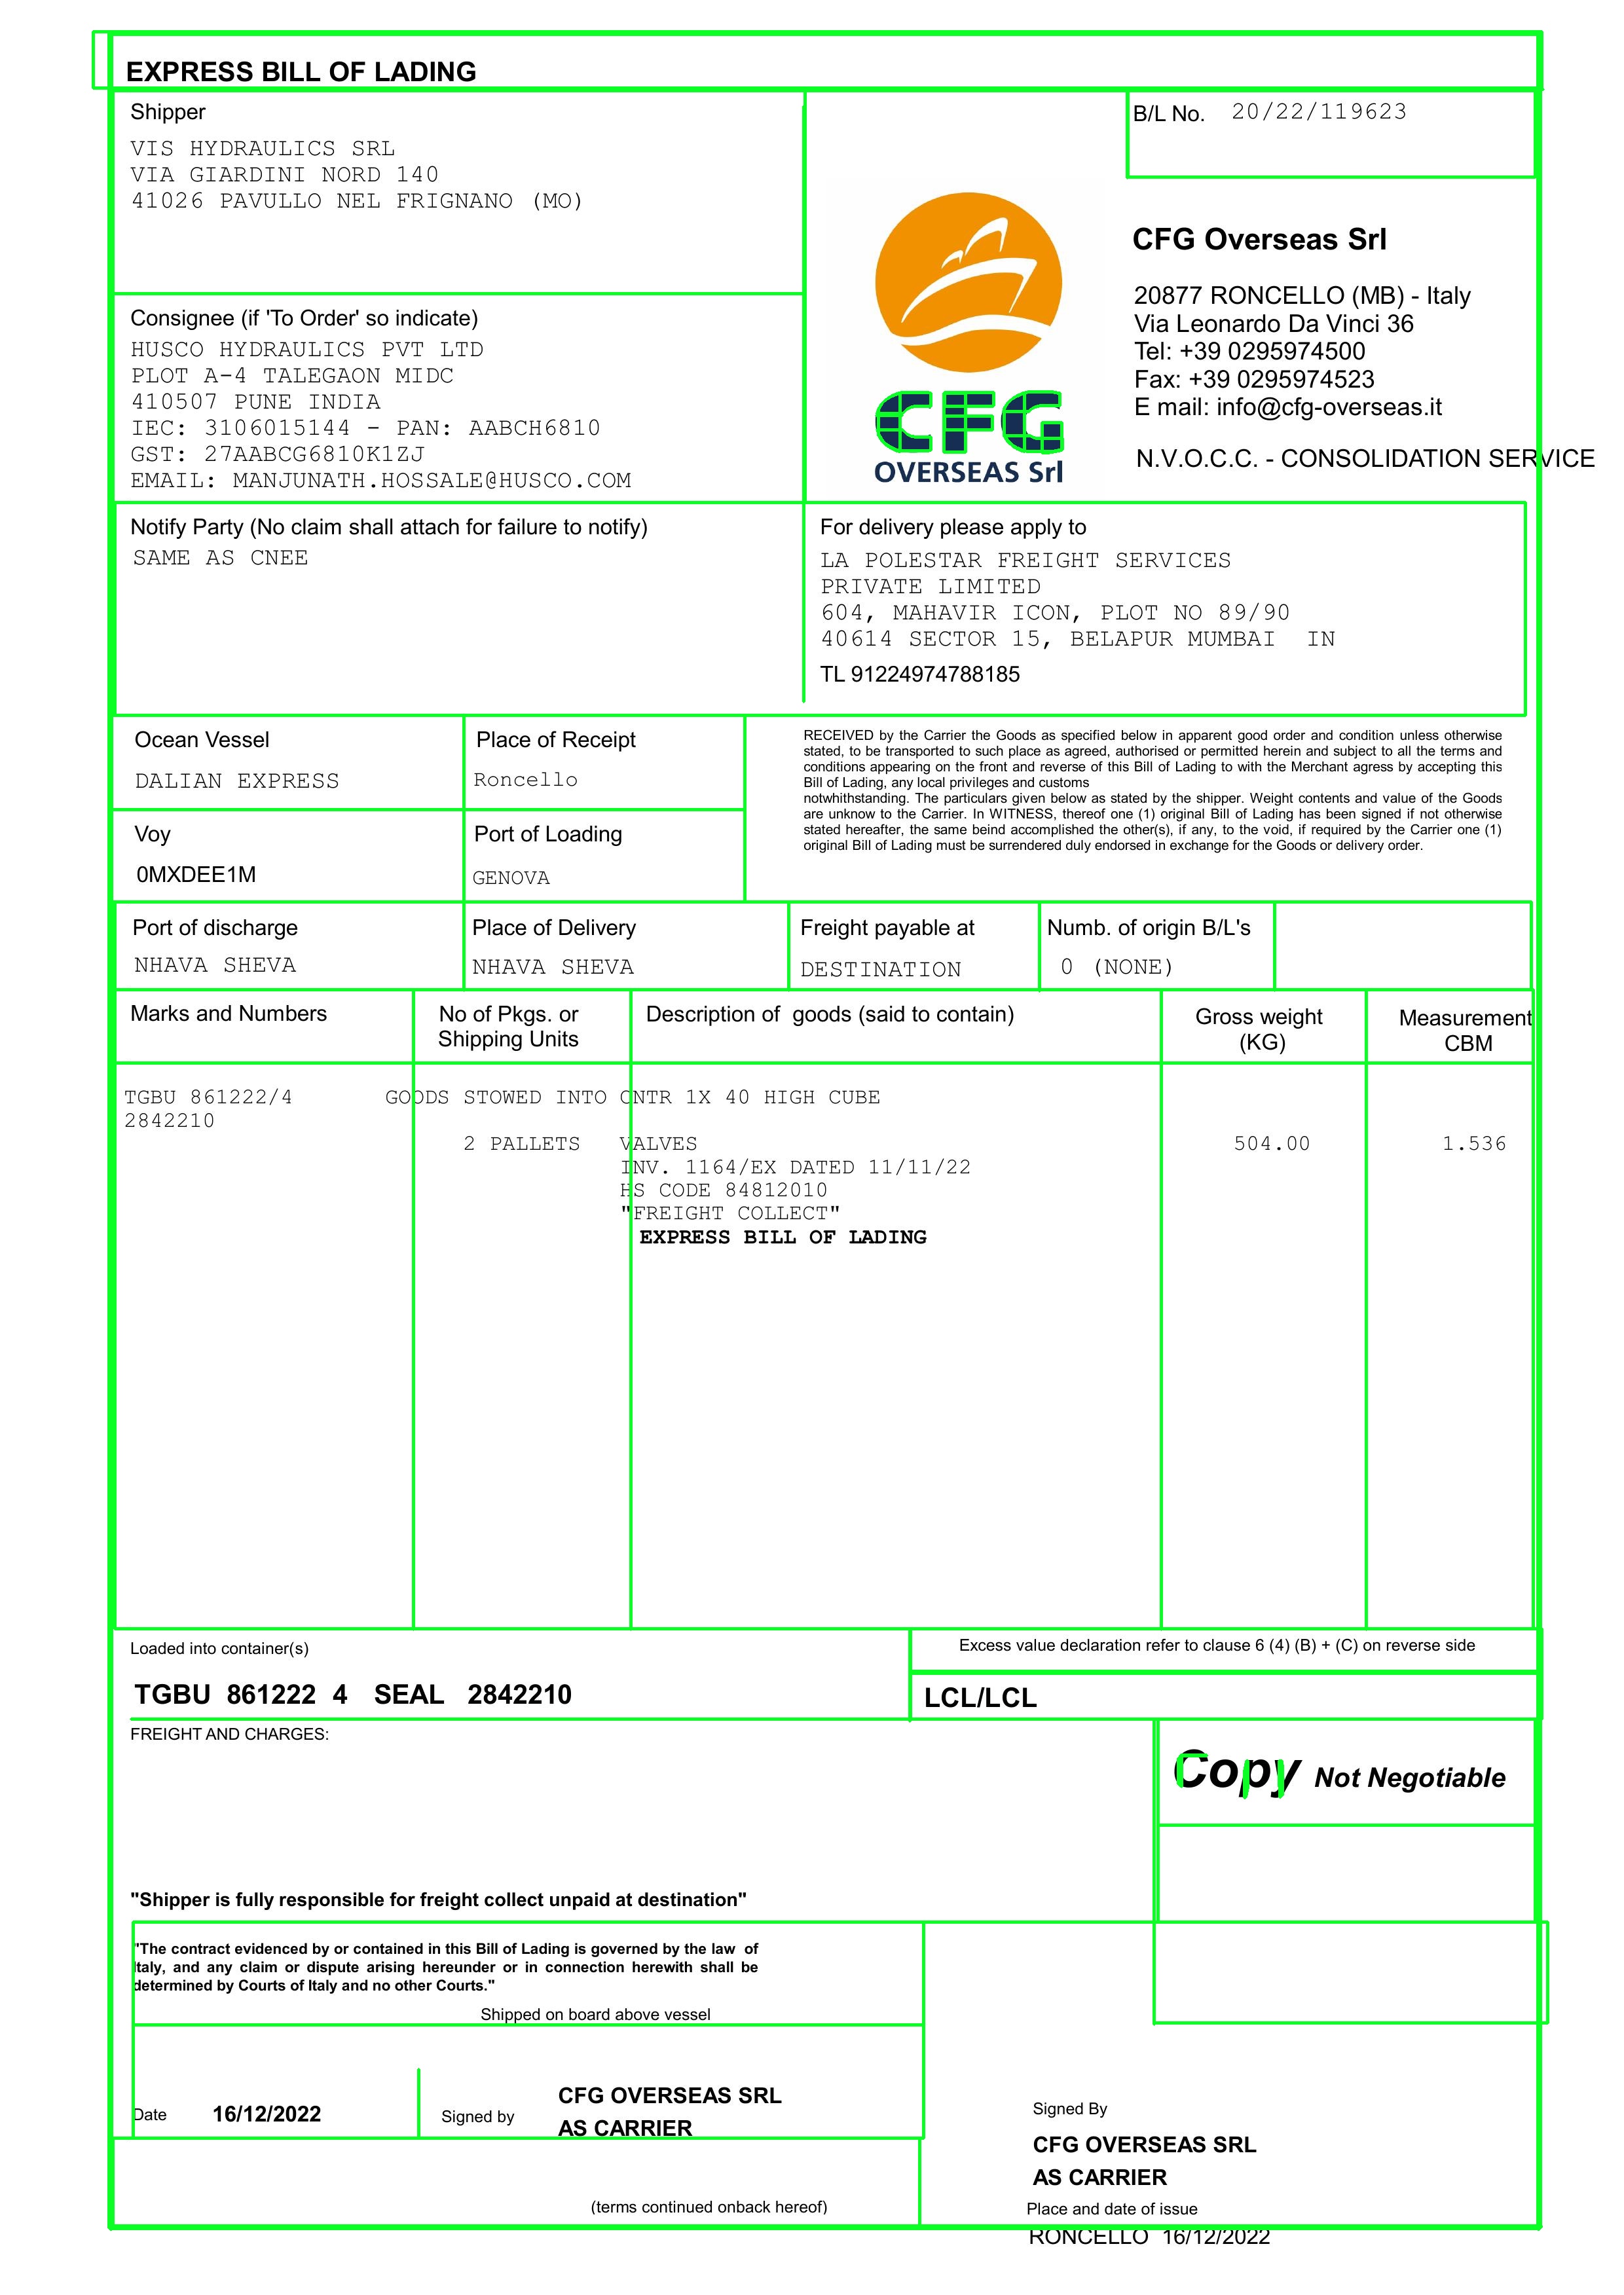 EXPRESS BILL OF LADING
Shipper
VIS HYDRAULICS SRL
VIA GIARDINI NORD 140
41026 PAVULLO NEL FRIGNANO (MO)
B/L No. 20/22/119623
CFG
OVERSEAS Srl
CFG Overseas Srl
20877 RONCELLO (MB) - Italy
Via Leonardo Da Vinci 36
Tel: +39 0295974500
Fax: +39 0295974523
E mail: info@cfg-overseas.it
N.V.O.C.C. - CONSOLIDATION SERVICE
Consignee (if 'To Order' so indicate)
HUSCO HYDRAULICS PVT LTD
PLOT A-4 TALEGAON MIDC
410507 PUNE INDIA
IEC: 3106015144 - PAN: AABCH6810
GST: 27AABCG6810K1ZJ
EMAIL: MANJUNATH.HOSSALE@HUSCO.COM
Notify Party (No claim shall attach for failure to notify)
SAME AS CNEE
For delivery please apply to
LA POLESTAR FREIGHT SERVICES
PRIVATE LIMITED
604, MAHAVIR ICON, PLOT NO 89/90
40614 SECTOR 15, BELAPUR MUMBAI IN
TL 91224974788185
Ocean Vessel
DALIAN EXPRESS
Place of Receipt
Roncello
Voy
0MXDEE1M
Port of Loading
GENOVA
RECEIVED by the Carrier the Goods as specified below in apparent good order and condition unless otherwise
stated, to be transported to such place as agreed, authorised or permitted herein and subject to all the terms and
conditions appearing on the front and reverse of this Bill of Lading to with the Merchant agress by accepting this
Bill of Lading, any local privileges and customs
notwhithstanding. The particulars given below as stated by the shipper. Weight contents and value of the Goods
are unknow to the Carrier. In WITNESS, thereof one (1) original Bill of Lading has been signed if not otherwise
stated hereafter, the same beind accomplished the other(s), if any, to the void, if required by the Carrier one (1)
original Bill of Lading must be surrendered duly endorsed in exchange for the Goods or delivery order.
Port of discharge
NHAVA SHEVA
Place of Delivery
NHAVA SHEVA
Freight payable at
DESTINATION
Numb. of origin B/L's
0 (NONE)
Marks and Numbers
No of Pkgs. or
Shipping Units
Description of goods (said to contain)
Gross weight
(KG)
Measurement
CBM
TGBU 861222/4 GOODS STOWED INTO CNTR 1X 40 HIGH CUBE
2842210
2 PALLETS VALVES 504.00 1.536
INV. 1164/EX DATED 11/11/22
HS CODE 84812010
"FREIGHT COLLECT"
EXPRESS BILL OF LADING
Loaded into container(s)
TGBU 861222 4 SEAL 2842210
Excess value declaration refer to clause 6 (4) (B) + (C) on reverse side
LCL/LCL
FREIGHT AND CHARGES:
Copy Not Negotiable
"Shipper is fully responsible for freight collect unpaid at destination"
"The contract evidenced by or contained in this Bill of Lading is governed by the law of
Italy, and any claim or dispute arising hereunder or in connection herewith shall be
determined by Courts of Italy and no other Courts."
Shipped on board above vessel
Date 16/12/2022
Signed by
CFG OVERSEAS SRL
AS CARRIER
(terms continued onback hereof)
Signed By
CFG OVERSEAS SRL
AS CARRIER
Place and date of issue
RONCELLO 16/12/2022